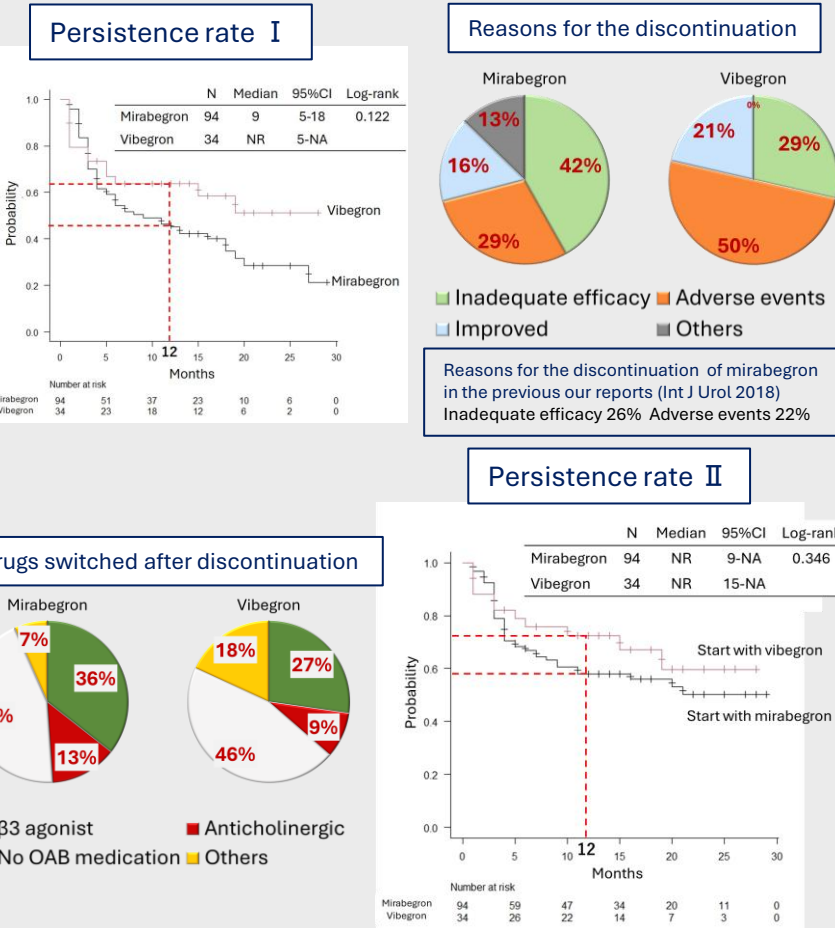 Persistence rate Ⅰ
N Median 95%CI Log-rank
Mirabegron 94 9 5-18 0.122
Vibegron 34 NR 5-NA
1.0
0.8
0.6
0.4
0.2
0.0
Probability
Vibegron
Mirabegron
0 5 10 12 15 20 25 30
Months
Number at risk
94 51 37 23 10 6 0
Vibegron 34 23 18 12 6 2 0
Reasons for the discontinuation
Mirabegron
13%
16%
42%
29%
Vibegron
0%
21%
29%
50%
Inadequate efficacy Adverse events
Improved Others
Reasons for the discontinuation of mirabegron
in the previous our reports (Int J Urol 2018)
Inadequate efficacy 26% Adverse events 22%
switched after discontinuation
Mirabegron
7%
36%
%
13%
Vibegron
18%
27%
9%
46%
β3 agonist Anticholinergic
No OAB medication Others
Persistence rate Ⅱ
N Median 95%CI Log-rank
Mirabegron 94 NR 9-NA 0.346
Vibegron 34 NR 15-NA
1.0
0.8
0.6
0.4
0.2
0.0
Probability
Start with vibegron
Start with mirabegron
0 5 10 12 15 20 25 30
Months
Number at risk
Mirabegron 94 59 47 34 20 11 0
Vibegron 34 26 22 14 7 3 0